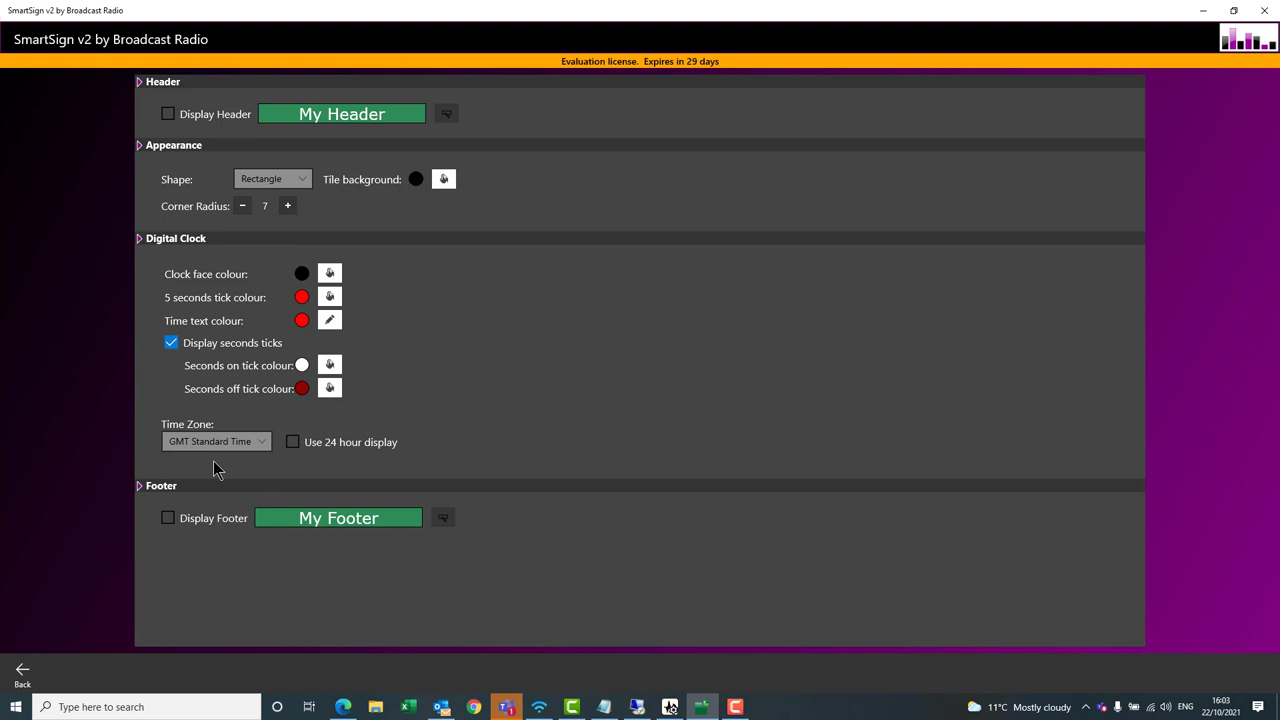 SmartSign v2 by Broadcast Radio
SmartSign v2 by Broadcast Radio
Evaluation license. Expires in 29 days
Header
Display Header
My Header
Appearance
Shape:
Rectangle
Tile background:
Corner Radius:
− 7 +
Digital Clock
Clock face colour:
5 seconds tick colour:
Time text colour:
Display seconds ticks
Seconds on tick colour:
Seconds off tick colour:
Time Zone:
GMT Standard Time
Use 24 hour display
Footer
Display Footer
My Footer
Back
Type here to search
11°C Mostly cloudy
ENG
16:03
22/10/2021